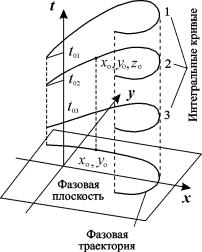 t
1
t₀₁
x₀, y₀, z₀
2
t₀₂
y
t₀₃
3
Интегральные кривые
x₀, y₀
Фазовая
плоскость
x
Фазовая
траектория